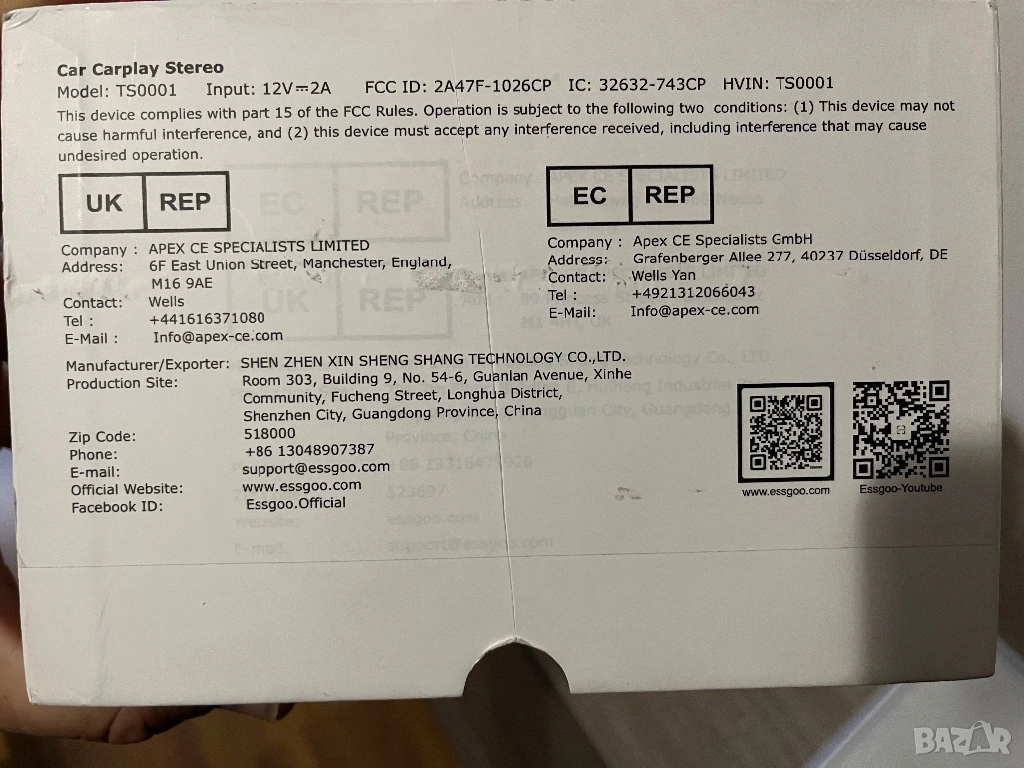 Car Carplay Stereo
Model: TS0001 Input: 12V⎓2A FCC ID: 2A47F-1026CP IC: 32632-743CP HVIN: TS0001
This device complies with part 15 of the FCC Rules. Operation is subject to the following two conditions: (1) This device may not
cause harmful interference, and (2) this device must accept any interference received, including interference that may cause
undesired operation.
UK REP
Company : APEX CE SPECIALISTS LIMITED
Address: 6F East Union Street, Manchester, England,
M16 9AE
Contact: Wells
Tel : +441616371080
E-Mail : Info@apex-ce.com
EC REP
Company : Apex CE Specialists GmbH
Address: Grafenberger Allee 277, 40237 Düsseldorf, DE
Contact: Wells Yan
Tel : +4921312066043
E-Mail: Info@apex-ce.com
Manufacturer/Exporter: SHEN ZHEN XIN SHENG SHANG TECHNOLOGY CO.,LTD.
Production Site: Room 303, Building 9, No. 54-6, Guanlan Avenue, Xinhe
Community, Fucheng Street, Longhua District,
Shenzhen City, Guangdong Province, China
Zip Code: 518000
Phone: +86 13048907387
E-mail: support@essgoo.com
Official Website: www.essgoo.com
Facebook ID: Essgoo.Official
www.essgoo.com
Essgoo-Youtube
BAZAR